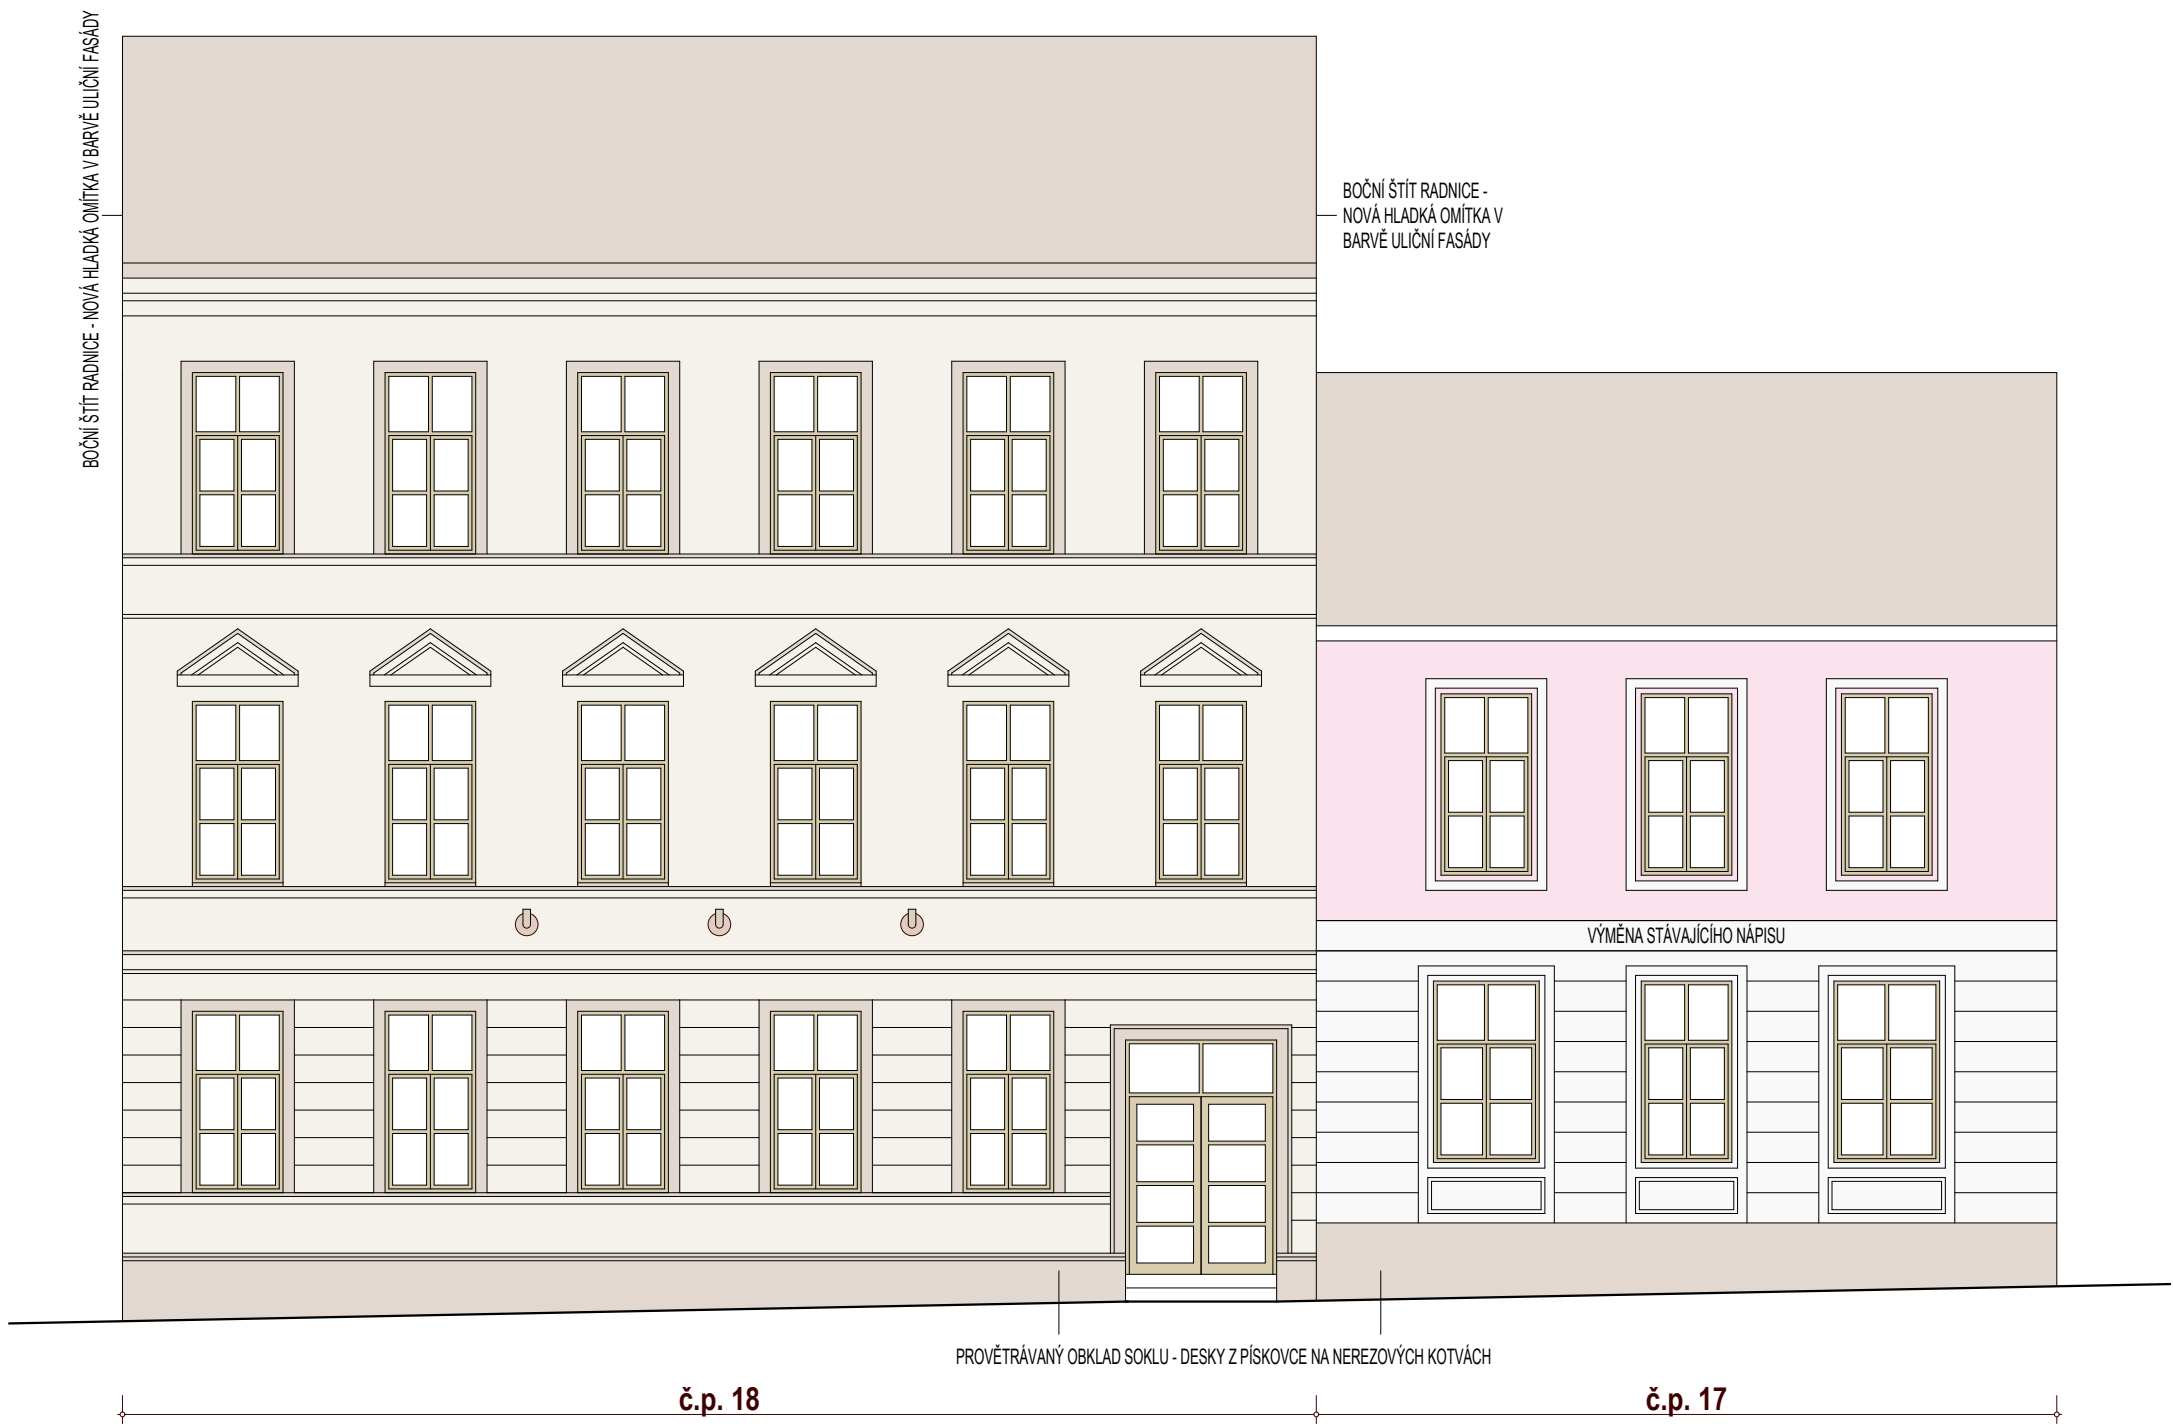 BOČNÍ ŠTÍT RADNICE - NOVÁ HLADKÁ OMÍTKA V BARVĚ ULIČNÍ FASÁDY
BOČNÍ ŠTÍT RADNICE -
NOVÁ HLADKÁ OMÍTKA V
BARVĚ ULIČNÍ FASÁDY
VÝMĚNA STÁVAJÍCÍHO NÁPISU
PROVĚTRÁVANÝ OBKLAD SOKLU - DESKY Z PÍSKOVCE NA NEREZOVÝCH KOTVÁCH
č.p. 18
č.p. 17